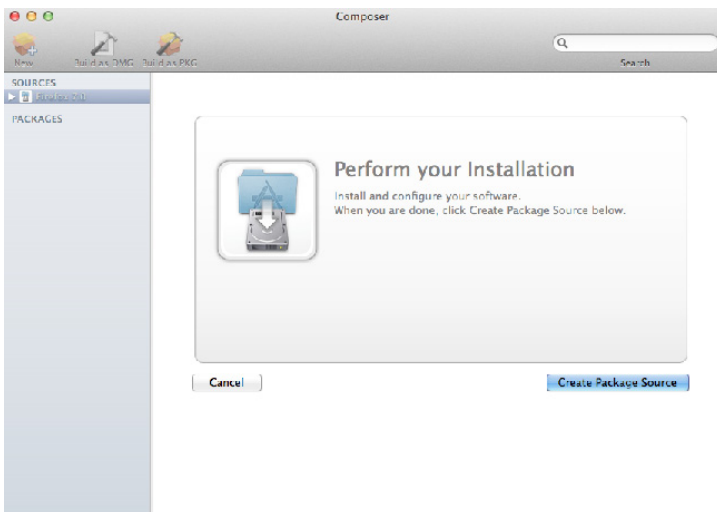 Composer
New
Build as DMG
Build as PKG
Search
SOURCES
PACKAGES
Perform your Installation
Install and configure your software.
When you are done, click Create Package Source below.
Cancel
Create Package Source